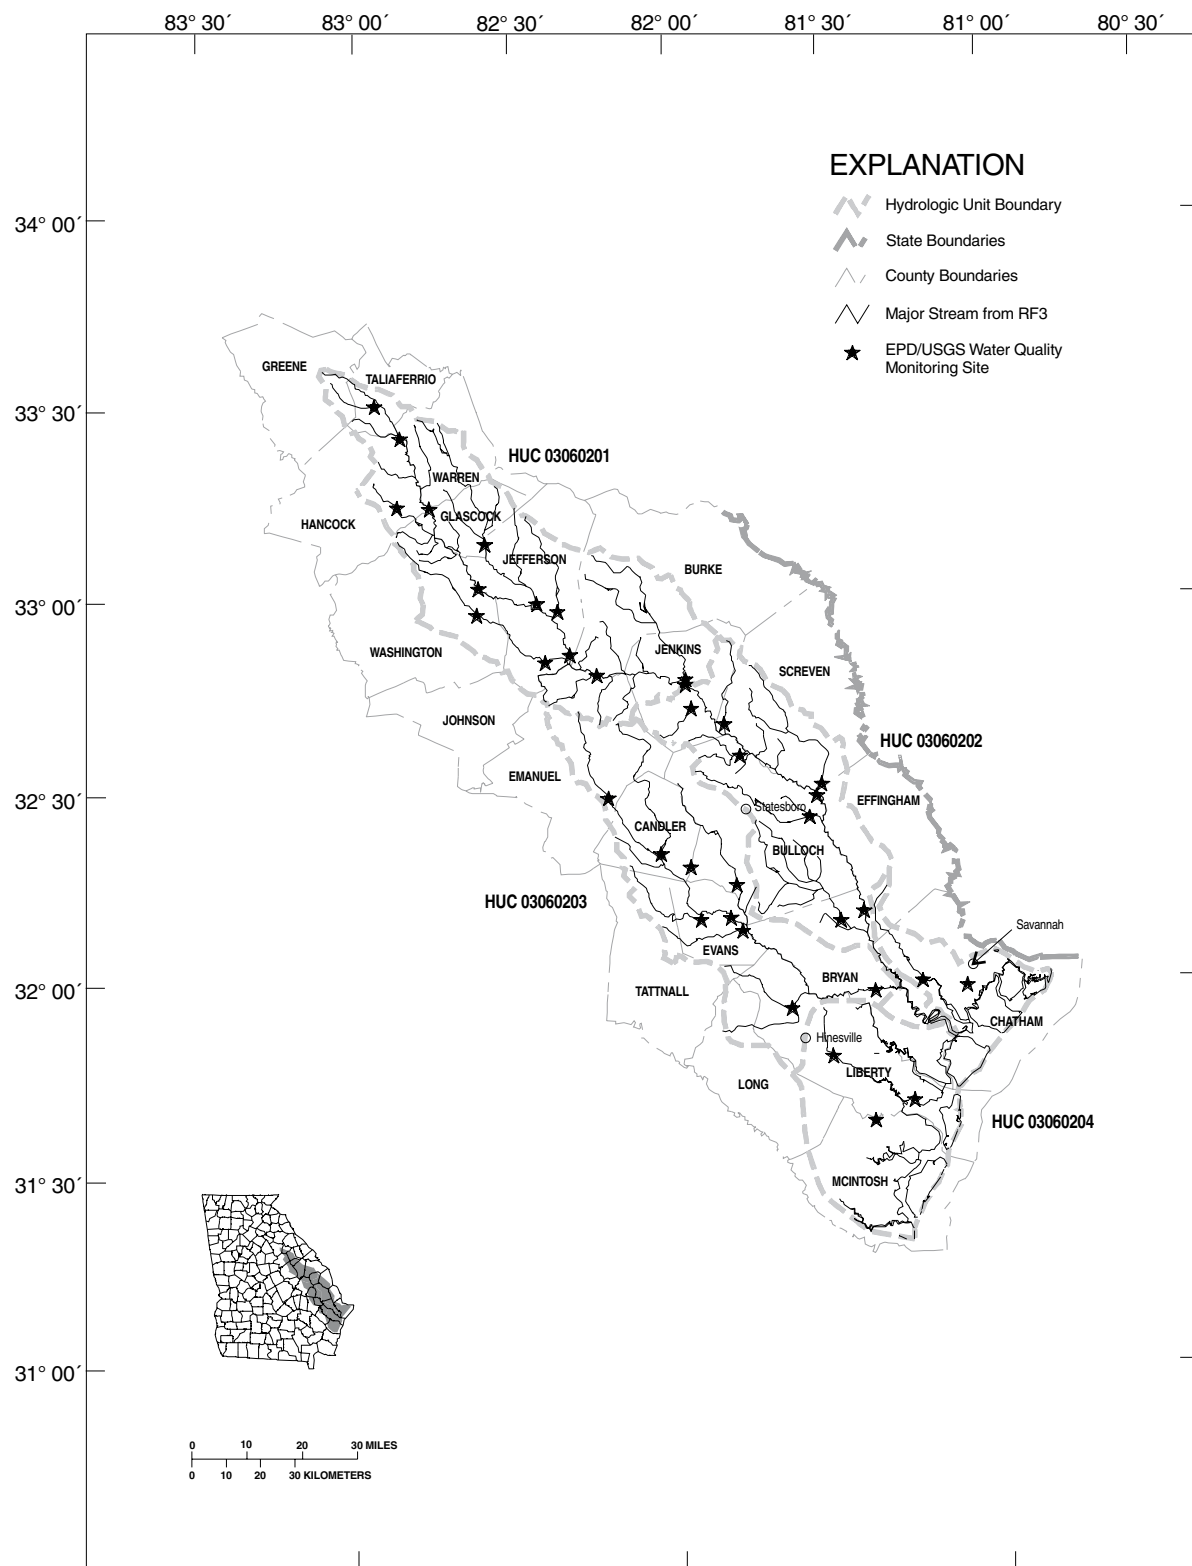 83° 30´ 83° 00´ 82° 30´ 82° 00´ 81° 30´ 81° 00´ 80° 30´
EXPLANATION
Hydrologic Unit Boundary
State Boundaries
County Boundaries
Major Stream from RF3
EPD/USGS Water Quality
Monitoring Site
34° 00´
33° 30´
33° 00´
32° 30´
32° 00´
31° 30´
31° 00´
GREENE
TALIAFERRIO
HUC 03060201
WARREN
GLASCOCK
HANCOCK
JEFFERSON
BURKE
WASHINGTON
JENKINS
SCREVEN
JOHNSON
HUC 03060202
EMANUEL
EFFINGHAM
Statesboro
CANDLER
BULLOCH
HUC 03060203
Savannah
EVANS
BRYAN
TATTNALL
CHATHAM
Hinesville
LIBERTY
LONG
HUC 03060204
MCINTOSH
0 10 20 30 MILES
0 10 20 30 KILOMETERS